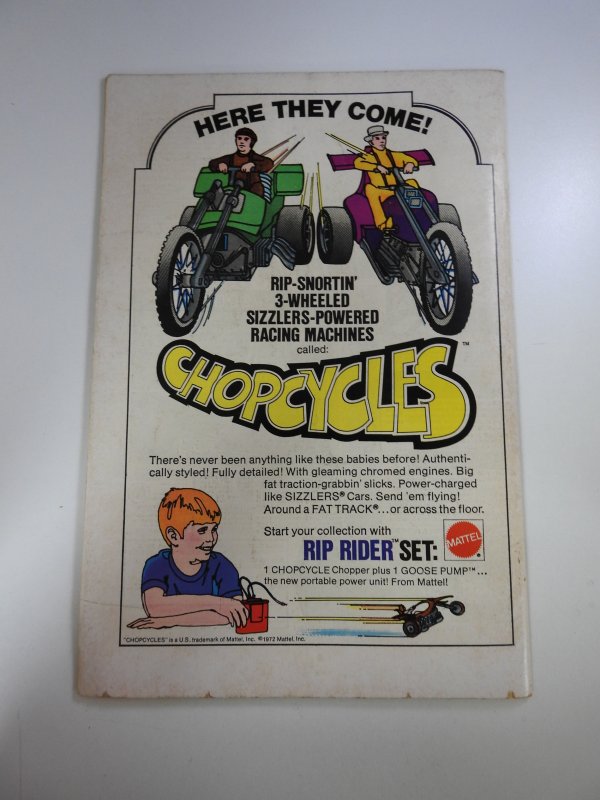 HERE THEY COME!
RIP-SNORTIN'
3-WHEELED
SIZZLERS-POWERED
RACING MACHINES
called:
CHOPCYCLES™
There's never been anything like these babies before! Authenti-
cally styled! Fully detailed! With gleaming chromed engines. Big
fat traction-grabbin' slicks. Power-charged
like SIZZLERS® Cars. Send 'em flying!
Around a FAT TRACK®...or across the floor.
Start your collection with
RIP RIDER™ SET:
MATTEL®
1 CHOPCYCLE Chopper plus 1 GOOSE PUMP™...
the new portable power unit! From Mattel!
"CHOPCYCLES" is a U.S. trademark of Mattel, Inc. ©1972 Mattel, Inc.